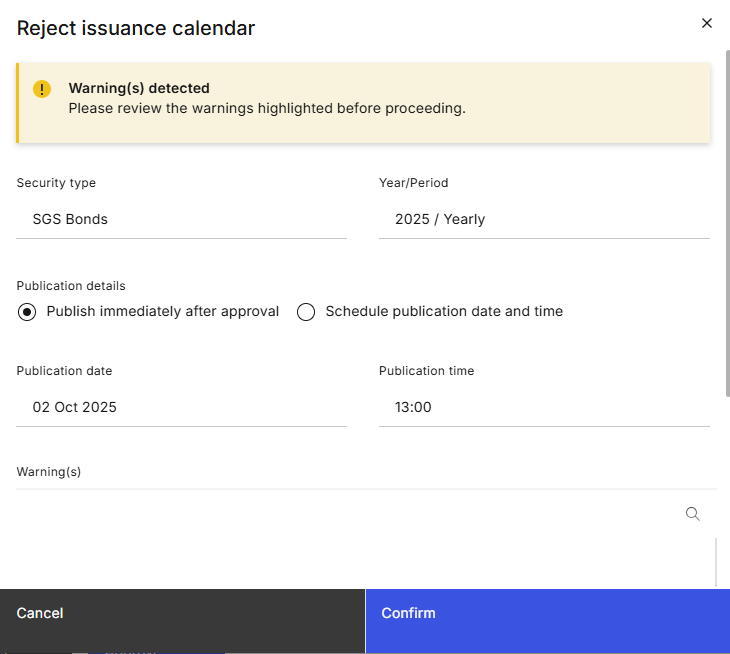 Reject issuance calendar
Warning(s) detected
Please review the warnings highlighted before proceeding.
Security type
Year/Period
SGS Bonds
2025 / Yearly
Publication details
Publish immediately after approval
Schedule publication date and time
Publication date
Publication time
02 Oct 2025
13:00
Warning(s)
Cancel
Confirm